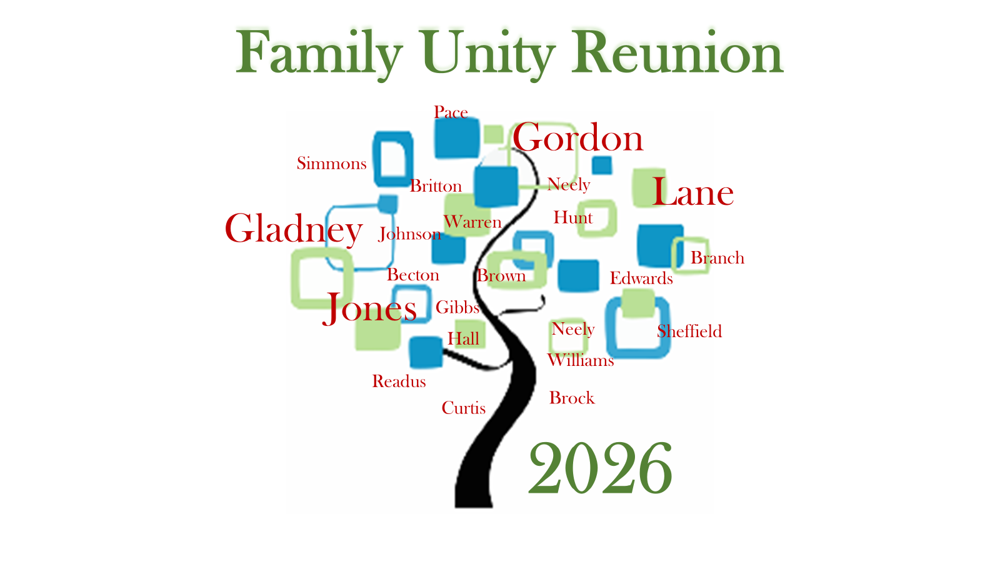 Family Unity Reunion
Pace
Gordon
Simmons
Britton
Neely
Lane
Warren
Hunt
Gladney
Johnson
Branch
Becton
Brown
Edwards
Jones
Gibbs
Hall
Neely
Sheffield
Williams
Readus
Brock
Curtis
2026